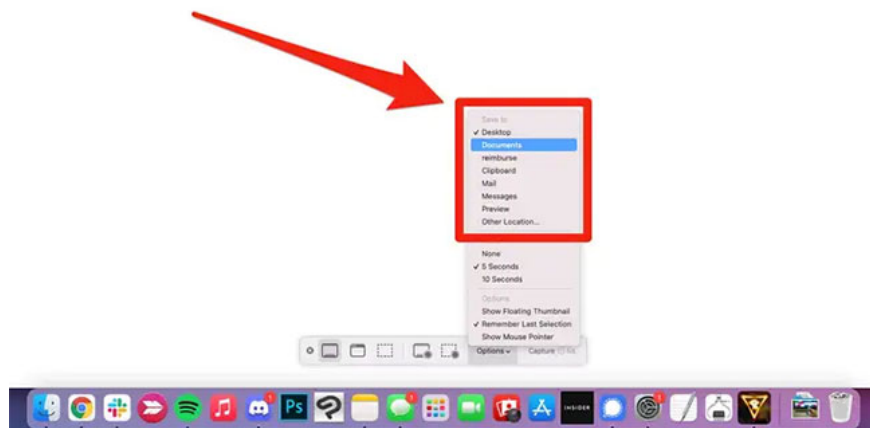 Save to
✓ Desktop
Documents
reimburse
Clipboard
Mail
Messages
Preview
Other Location...
None
✓ 5 Seconds
10 Seconds
Options
Show Floating Thumbnail
✓ Remember Last Selection
Show Mouse Pointer
Options Capture
Ps
INSIDER